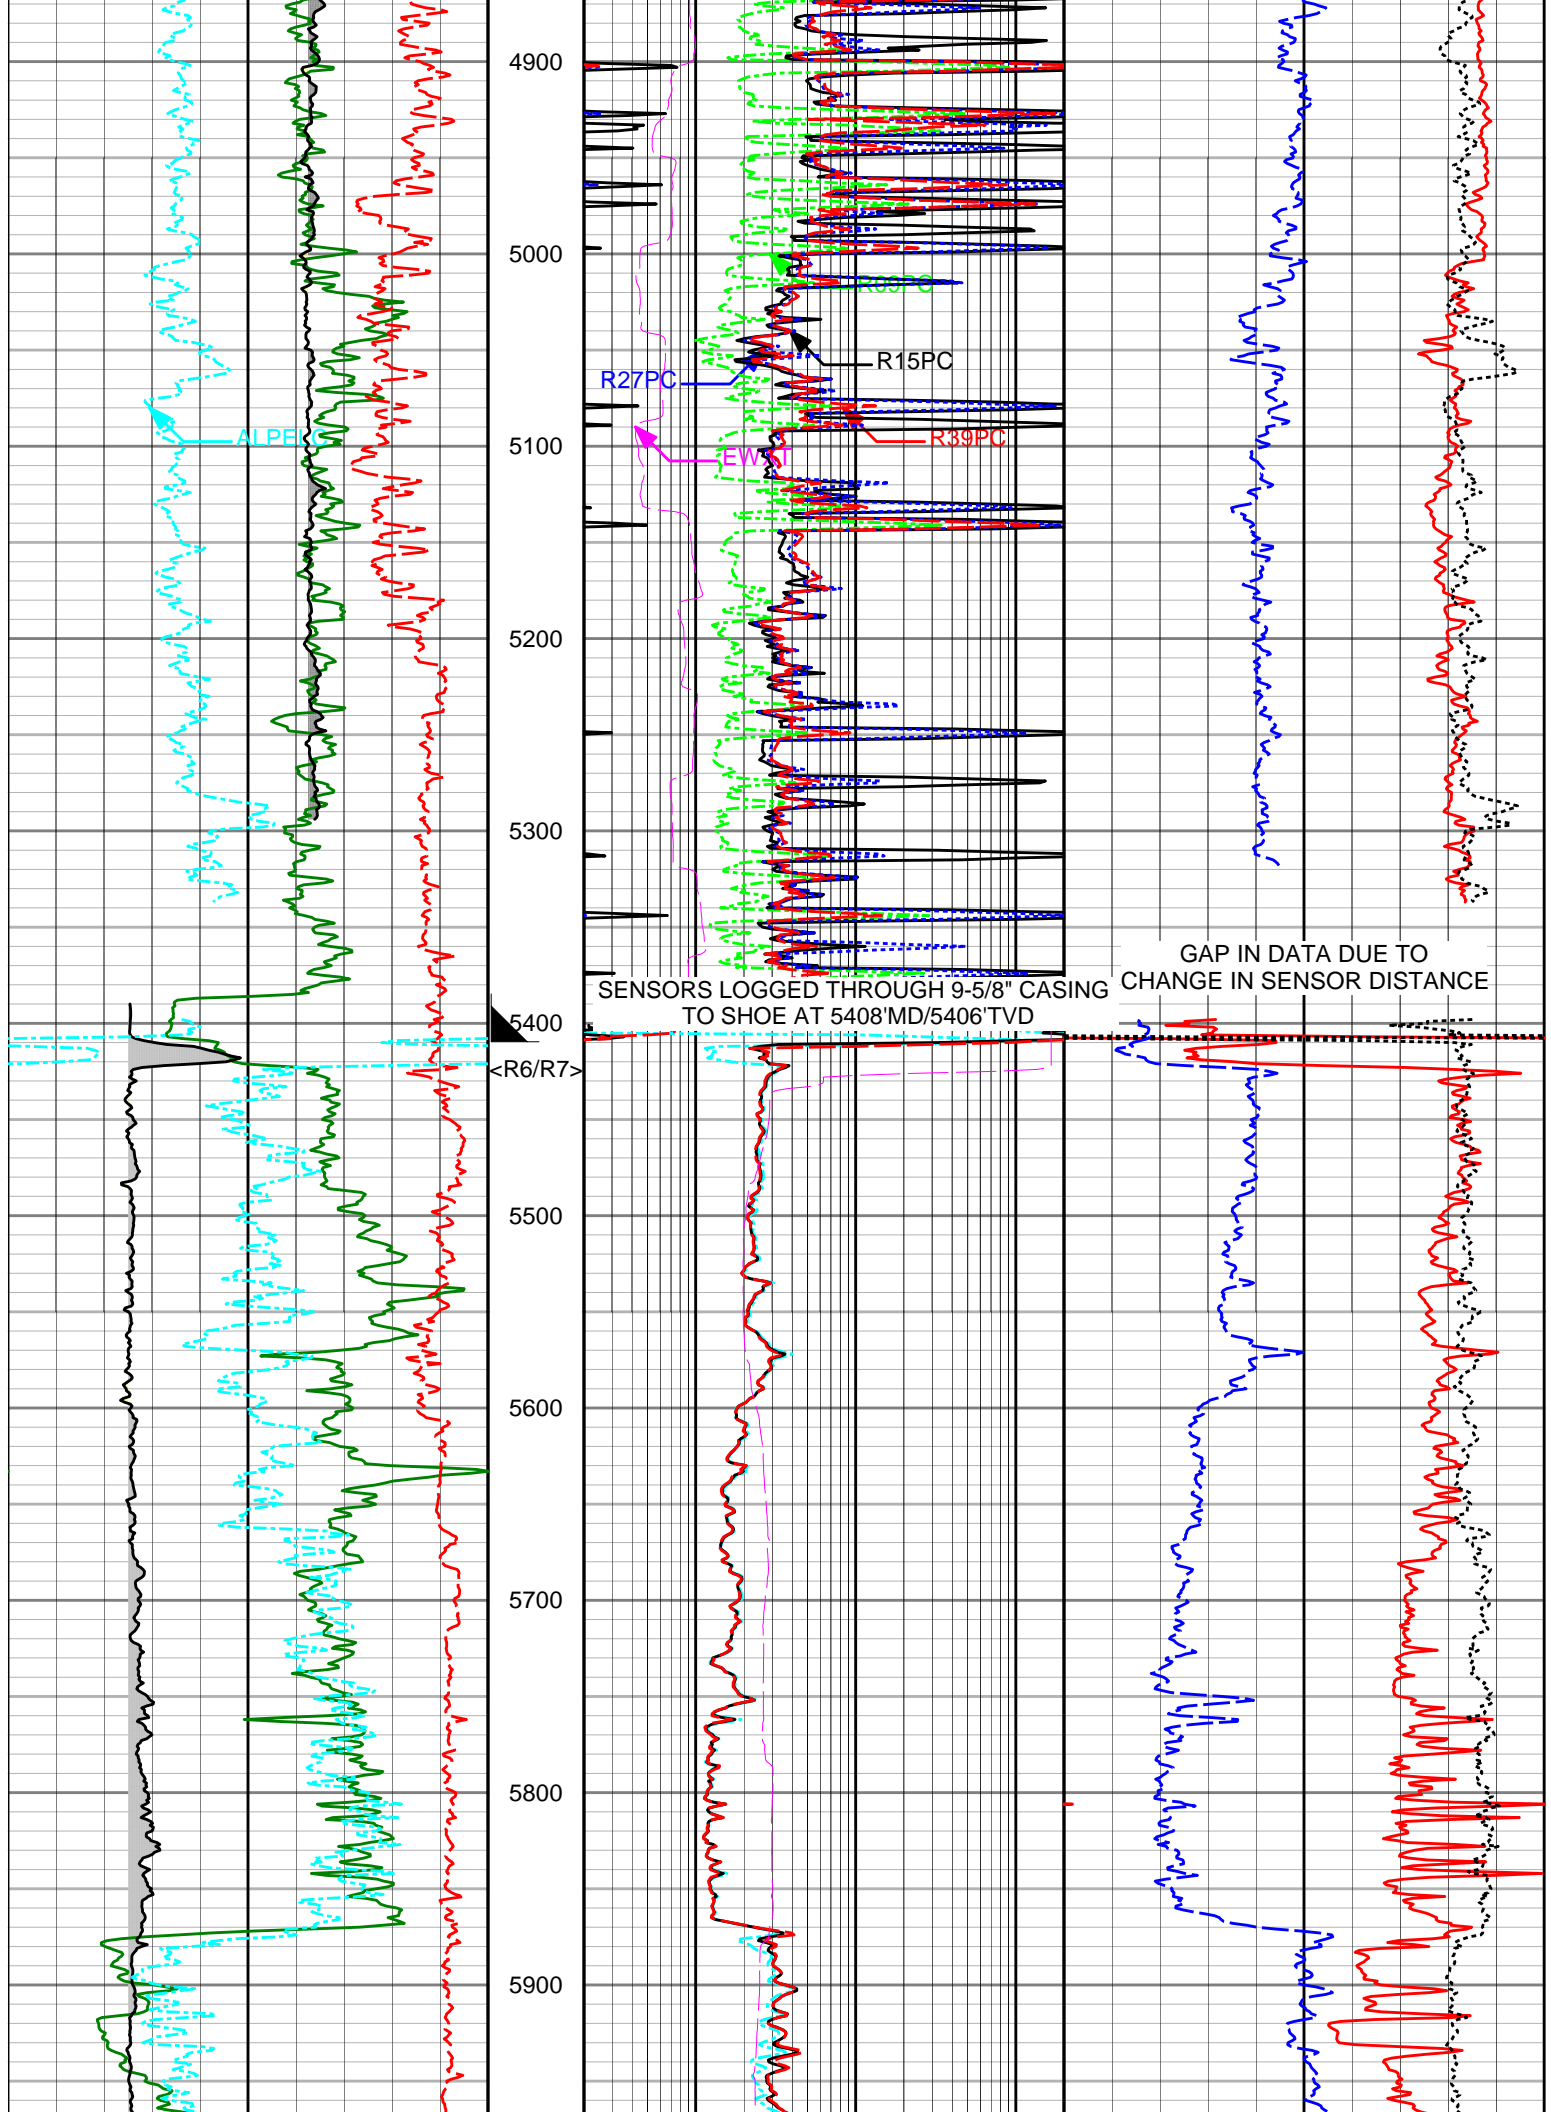 4900
5000
R09PC
R15PC
R27PC
ALPELC
5100
R39PC
EWXT
5200
5300
GAP IN DATA DUE TO
CHANGE IN SENSOR DISTANCE
SENSORS LOGGED THROUGH 9-5/8" CASING
TO SHOE AT 5408'MD/5406'TVD
5400
<R6/R7>
5500
5600
5700
5800
5900